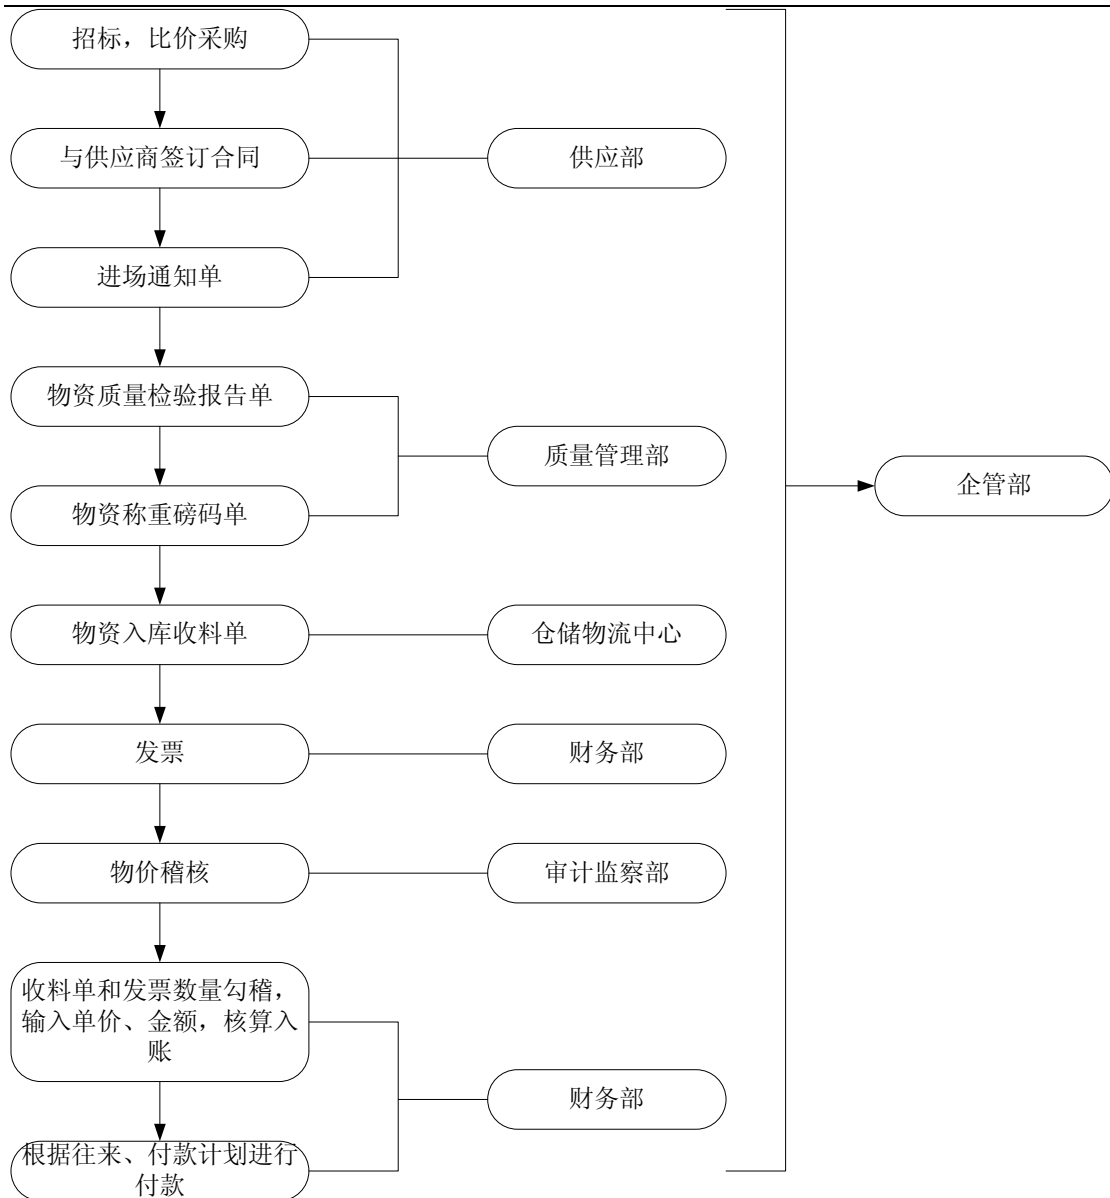 招标，比价采购
与供应商签订合同
供应部
进场通知单
物资质量检验报告单
质量管理部
企管部
物资称重磅码单
物资入库收料单
仓储物流中心
发票
财务部
物价稽核
审计监察部
收料单和发票数量勾稽，
输入单价、金额，核算入
账
财务部
根据往来、付款计划进行
付款